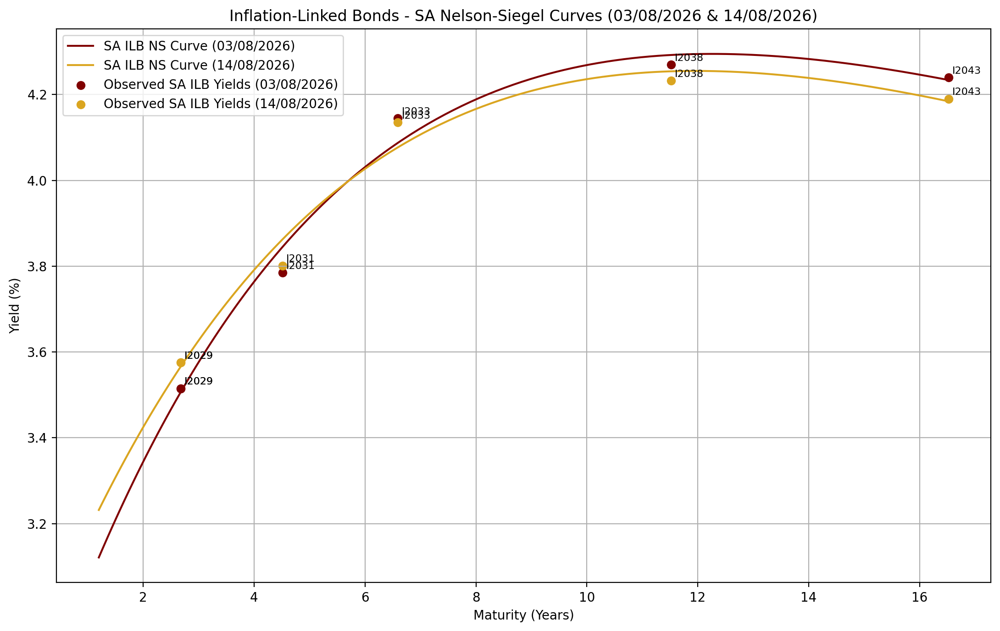 Inflation-Linked Bonds - SA Nelson-Siegel Curves (03/08/2026 & 14/08/2026)
SA ILB NS Curve (03/08/2026)
SA ILB NS Curve (14/08/2026)
Observed SA ILB Yields (03/08/2026)
Observed SA ILB Yields (14/08/2026)
I2038
I2038
I2043
I2043
I2033
I2033
I2031
I2031
I2029
I2029
4.2
4.0
3.8
3.6
3.4
3.2
Yield (%)
2 4 6 8 10 12 14 16
Maturity (Years)